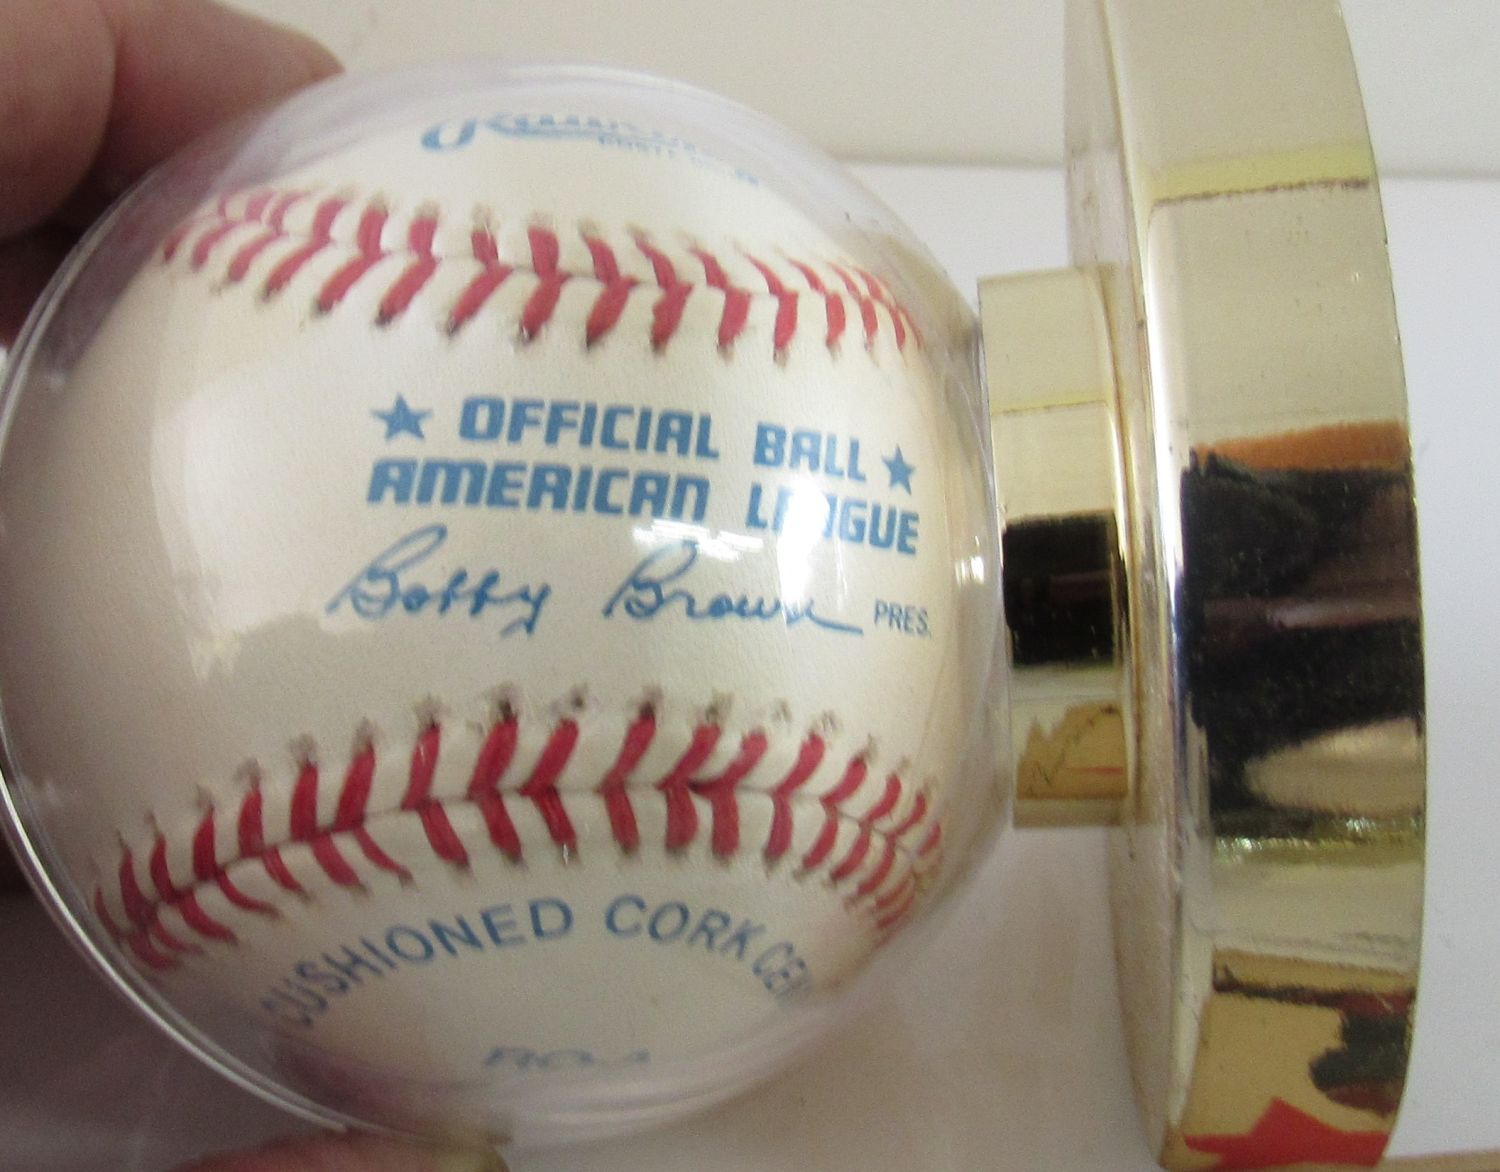 ★ OFFICIAL BALL ★
AMERICAN LEAGUE
Bobby Brown PRES.
CUSHIONED CORK